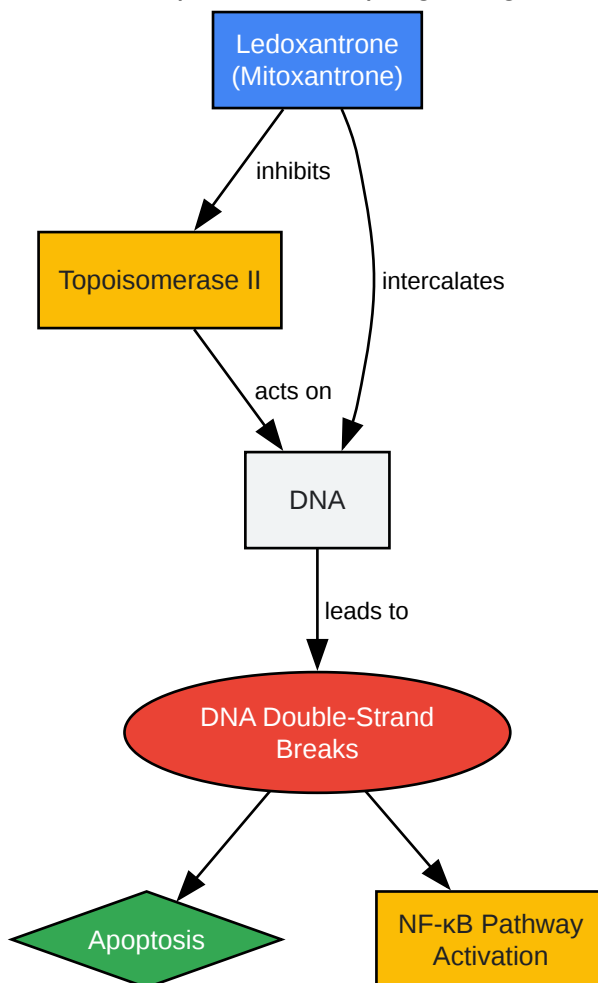 Ledoxantrone
(Mitoxantrone)
inhibits
Topoisomerase II
intercalates
acts on
DNA
leads to
DNA Double-Strand
Breaks
Apoptosis
NF-κB Pathway
Activation